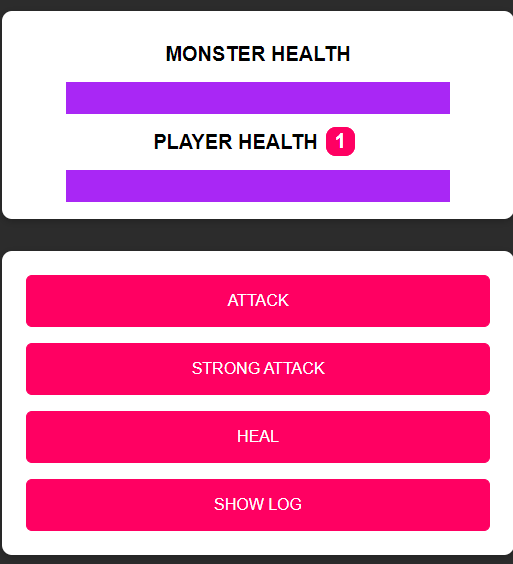 MONSTER HEALTH
PLAYER HEALTH 1
ATTACK
STRONG ATTACK
HEAL
SHOW LOG